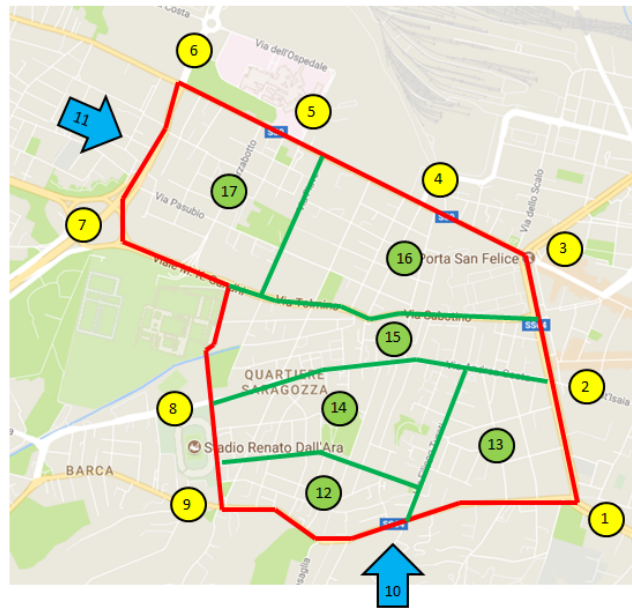 a Costa
6
Via dell'Ospedale
5
11
4
17
Via Pasubio
Via dello Scalo
7
16
Porta San Felice
3
Via Tolmino
Via Sabotino
15
QUARTIERE
SARAGOZZA
2
t'Isaia
8
14
13
Stadio Renato Dall'Ara
BARCA
9
12
1
10